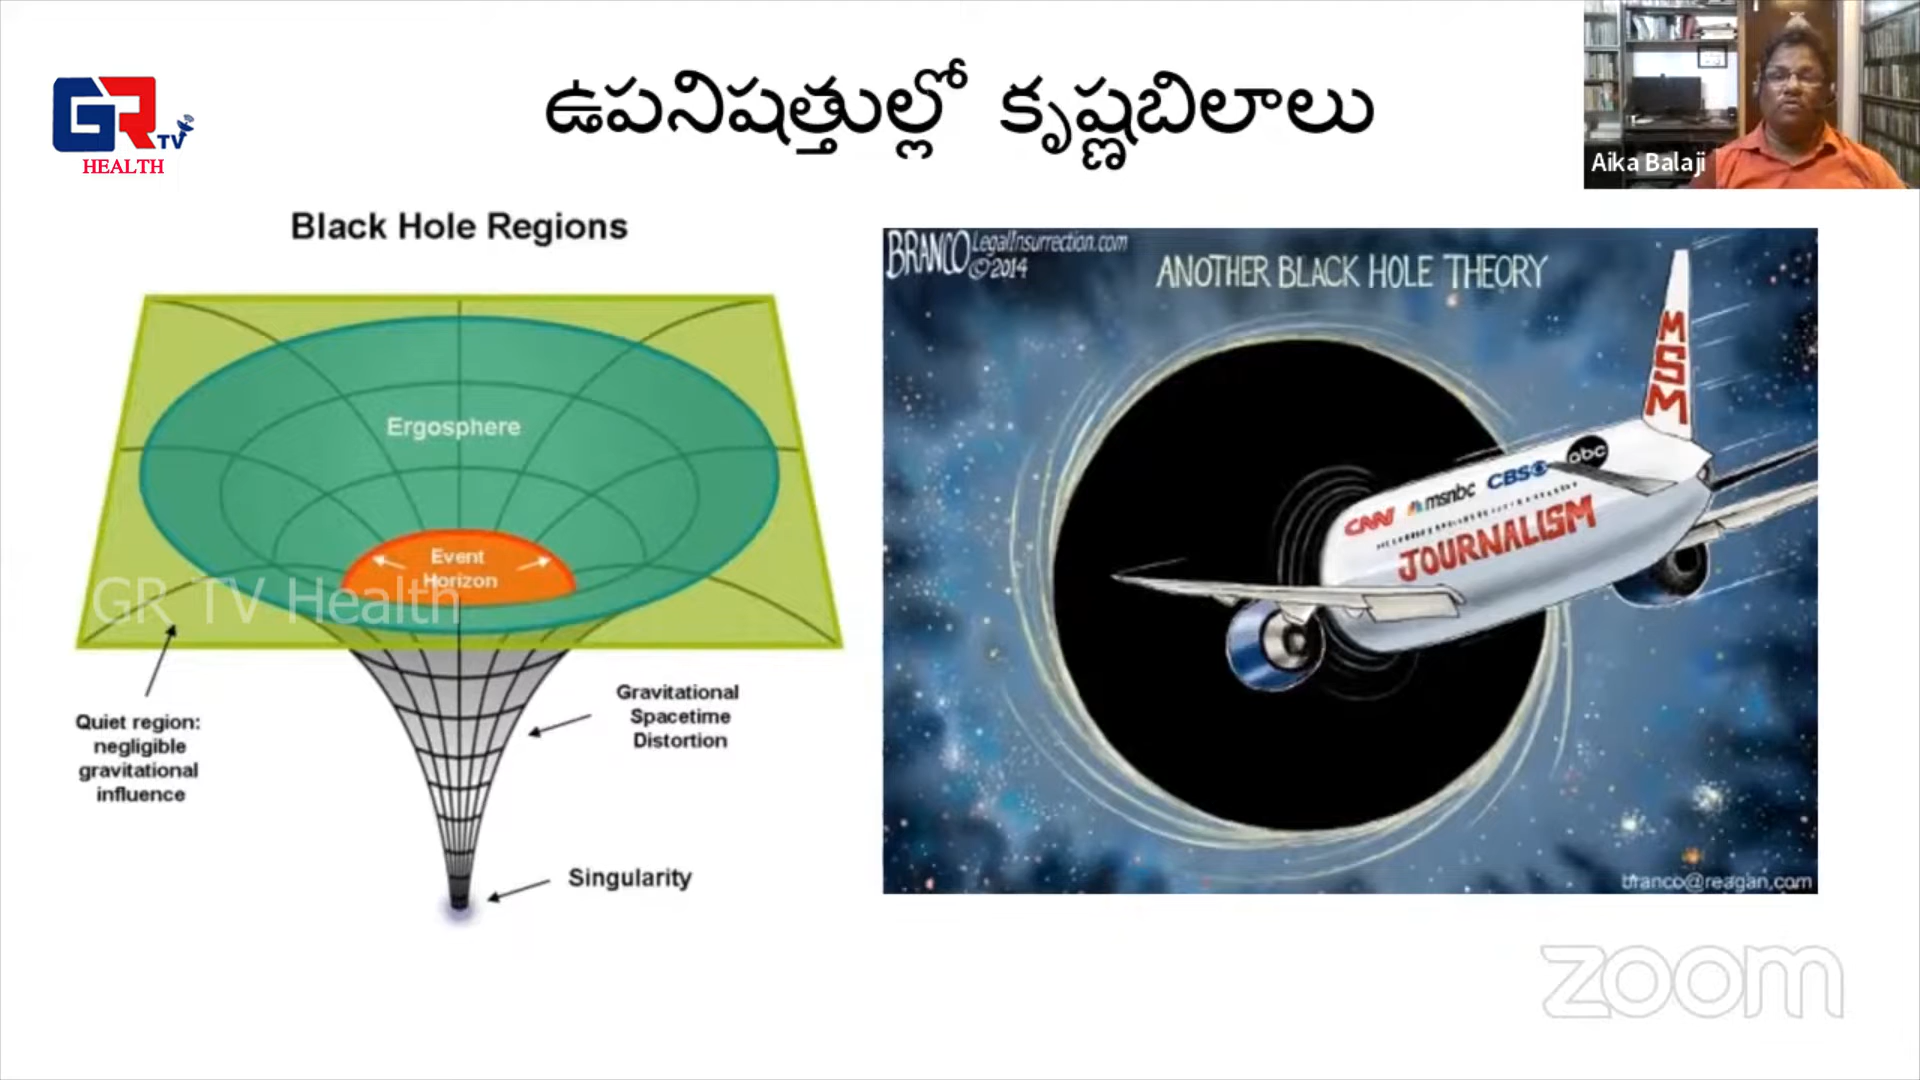 GR TV
HEALTH
ఉపనిషత్తుల్లో కృష్ణబిలాలు
Aika Balaji
Black Hole Regions
Ergosphere
Event
Horizon
GR TV Health
Quiet region:
negligible
gravitational
influence
Gravitational
Spacetime
Distortion
Singularity
BRANCO LegalInsurrection.com
©2014
ANOTHER BLACK HOLE THEORY
MSM
CNN msnbc CBS abc
JOURNALISM
branco@reagan.com
zoom